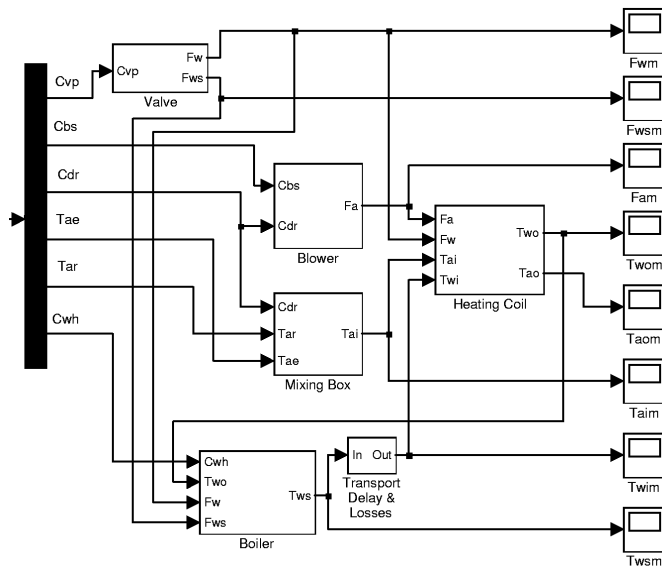 Cvp
Cbs
Cdr
Tae
Tar
Cwh
Cvp
Fw
Fws
Valve
Cbs
Cdr
Fa
Blower
Cdr
Tar
Tae
Tai
Mixing Box
Fa
Fw
Tai
Twi
Two
Tao
Heating Coil
Cwh
Two
Fw
Fws
Tws
Boiler
In Out
Transport
Delay &
Losses
Fwm
Fwsm
Fam
Twom
Taom
Taim
Twim
Twsm